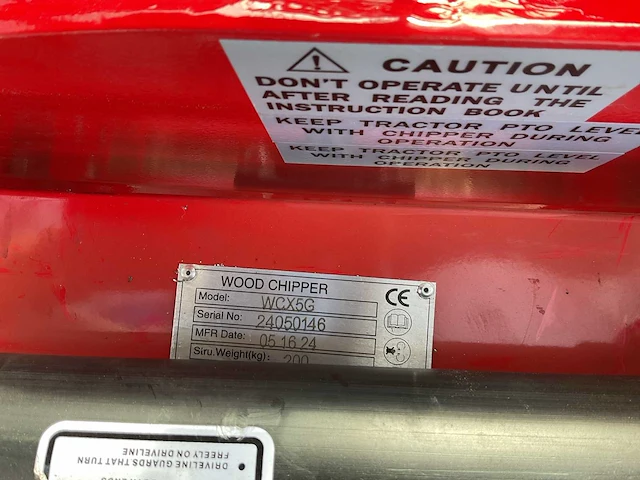 CAUTION
DON'T OPERATE UNTIL
AFTER READING THE
INSTRUCTION BOOK
KEEP TRACTOR PTO LEVEL
WITH CHIPPER DURING
OPERATION
KEEP TRACTOR PTO LEVEL
WITH CHIPPER DURING
OPERATION
WOOD CHIPPER
Model: WCX5G
Serial No: 24050146
MFR Date: 05.16.24
Siru.Weight(kg): 200
CE
DRIVELINE GUARDS THAT TURN
FREELY ON DRIVELINE